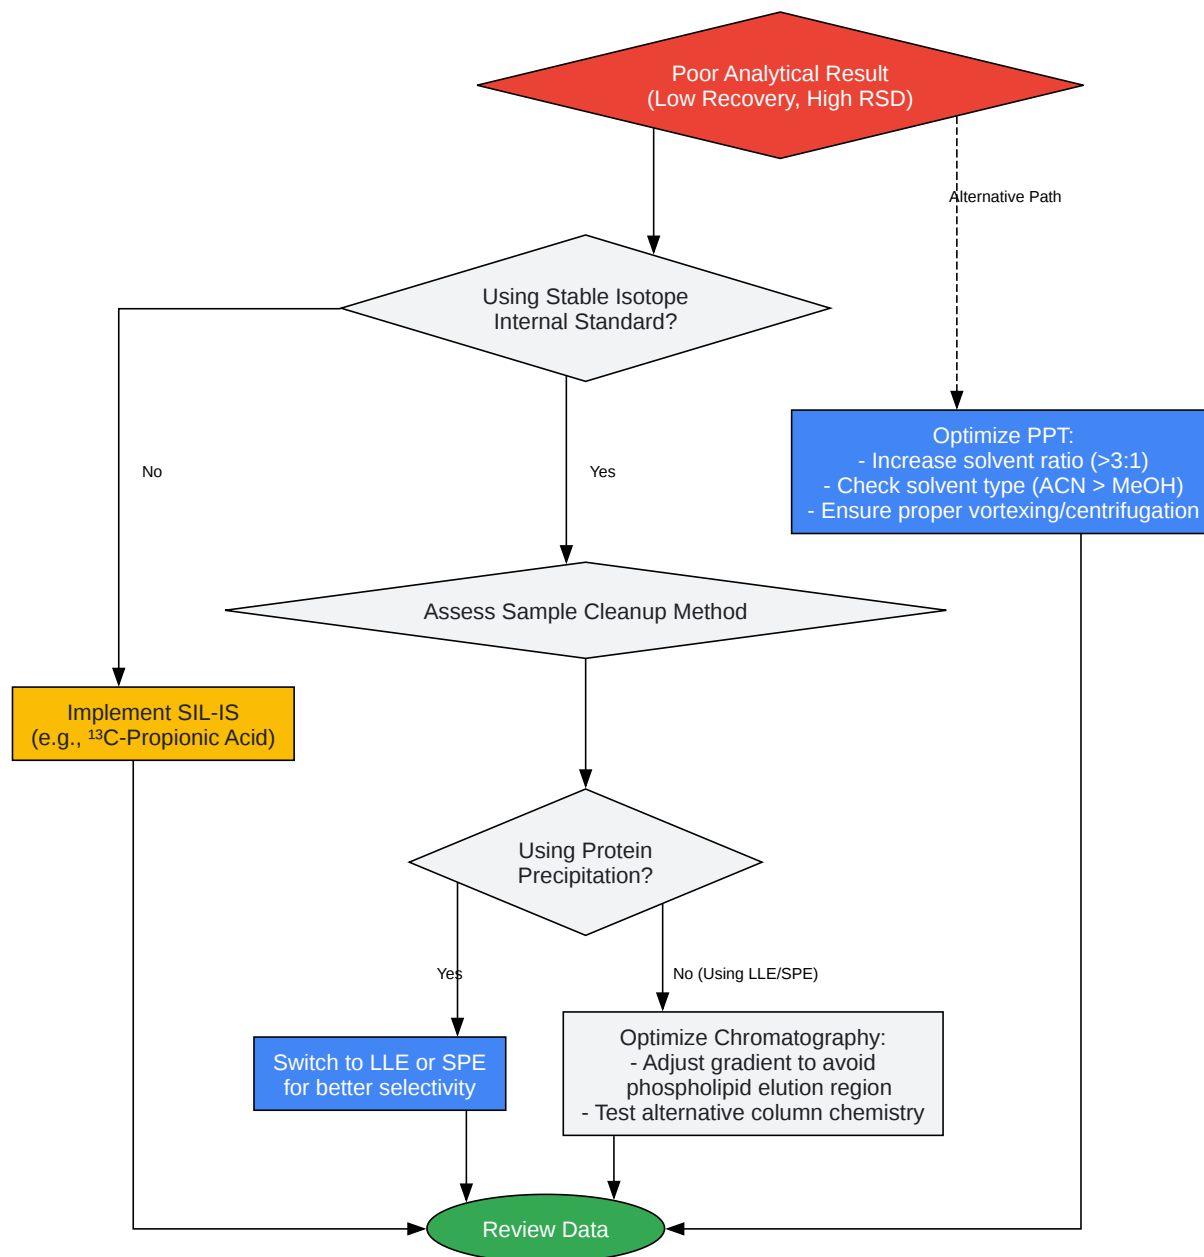 Poor Analytical Result
(Low Recovery, High RSD)
Alternative Path
Using Stable Isotope
Internal Standard?
No
Yes
Optimize PPT:
- Increase solvent ratio (>3:1)
- Check solvent type (ACN > MeOH)
- Ensure proper vortexing/centrifugation
Assess Sample Cleanup Method
Implement SIL-IS
(e.g., ¹³C-Propionic Acid)
Using Protein
Precipitation?
Yes
No (Using LLE/SPE)
Switch to LLE or SPE
for better selectivity
Optimize Chromatography:
- Adjust gradient to avoid
phospholipid elution region
- Test alternative column chemistry
Review Data